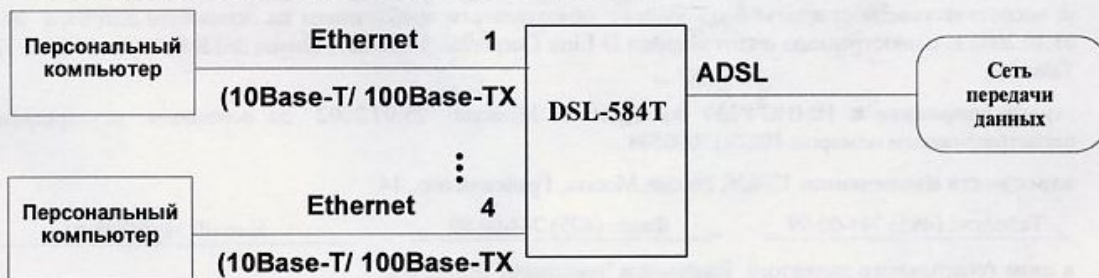 Персональный
компьютер
Ethernet 1
(10Base-T/ 100Base-TX
DSL-584T
ADSL
Сеть
передачи
данных
Персональный
компьютер
Ethernet 4
(10Base-T/ 100Base-TX